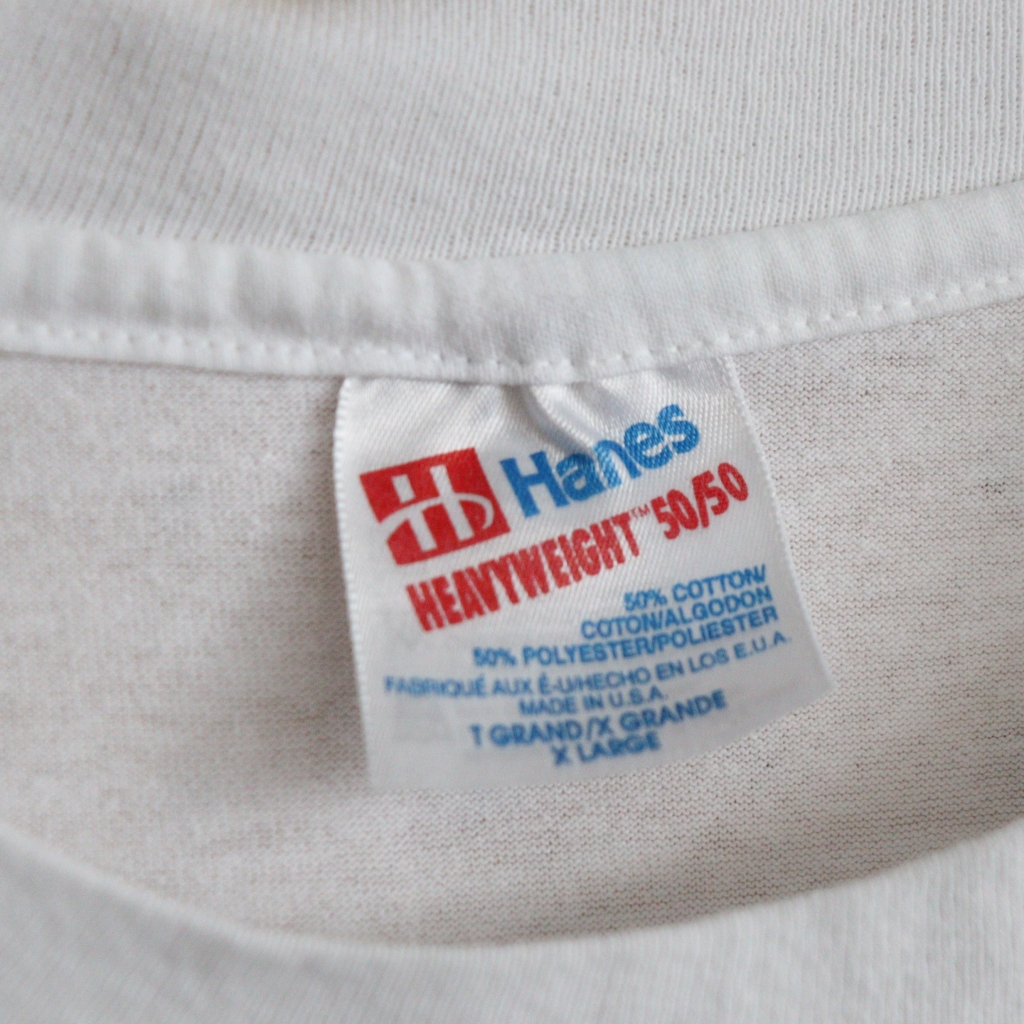 H Hanes
HEAVYWEIGHT™ 50/50
50% COTTON/
COTON/ALGODON
50% POLYESTER/POLIESTER
FABRIQUÉ AUX É-U/HECHO EN LOS E.U.A.
MADE IN U.S.A.
T GRAND/X GRANDE
X LARGE